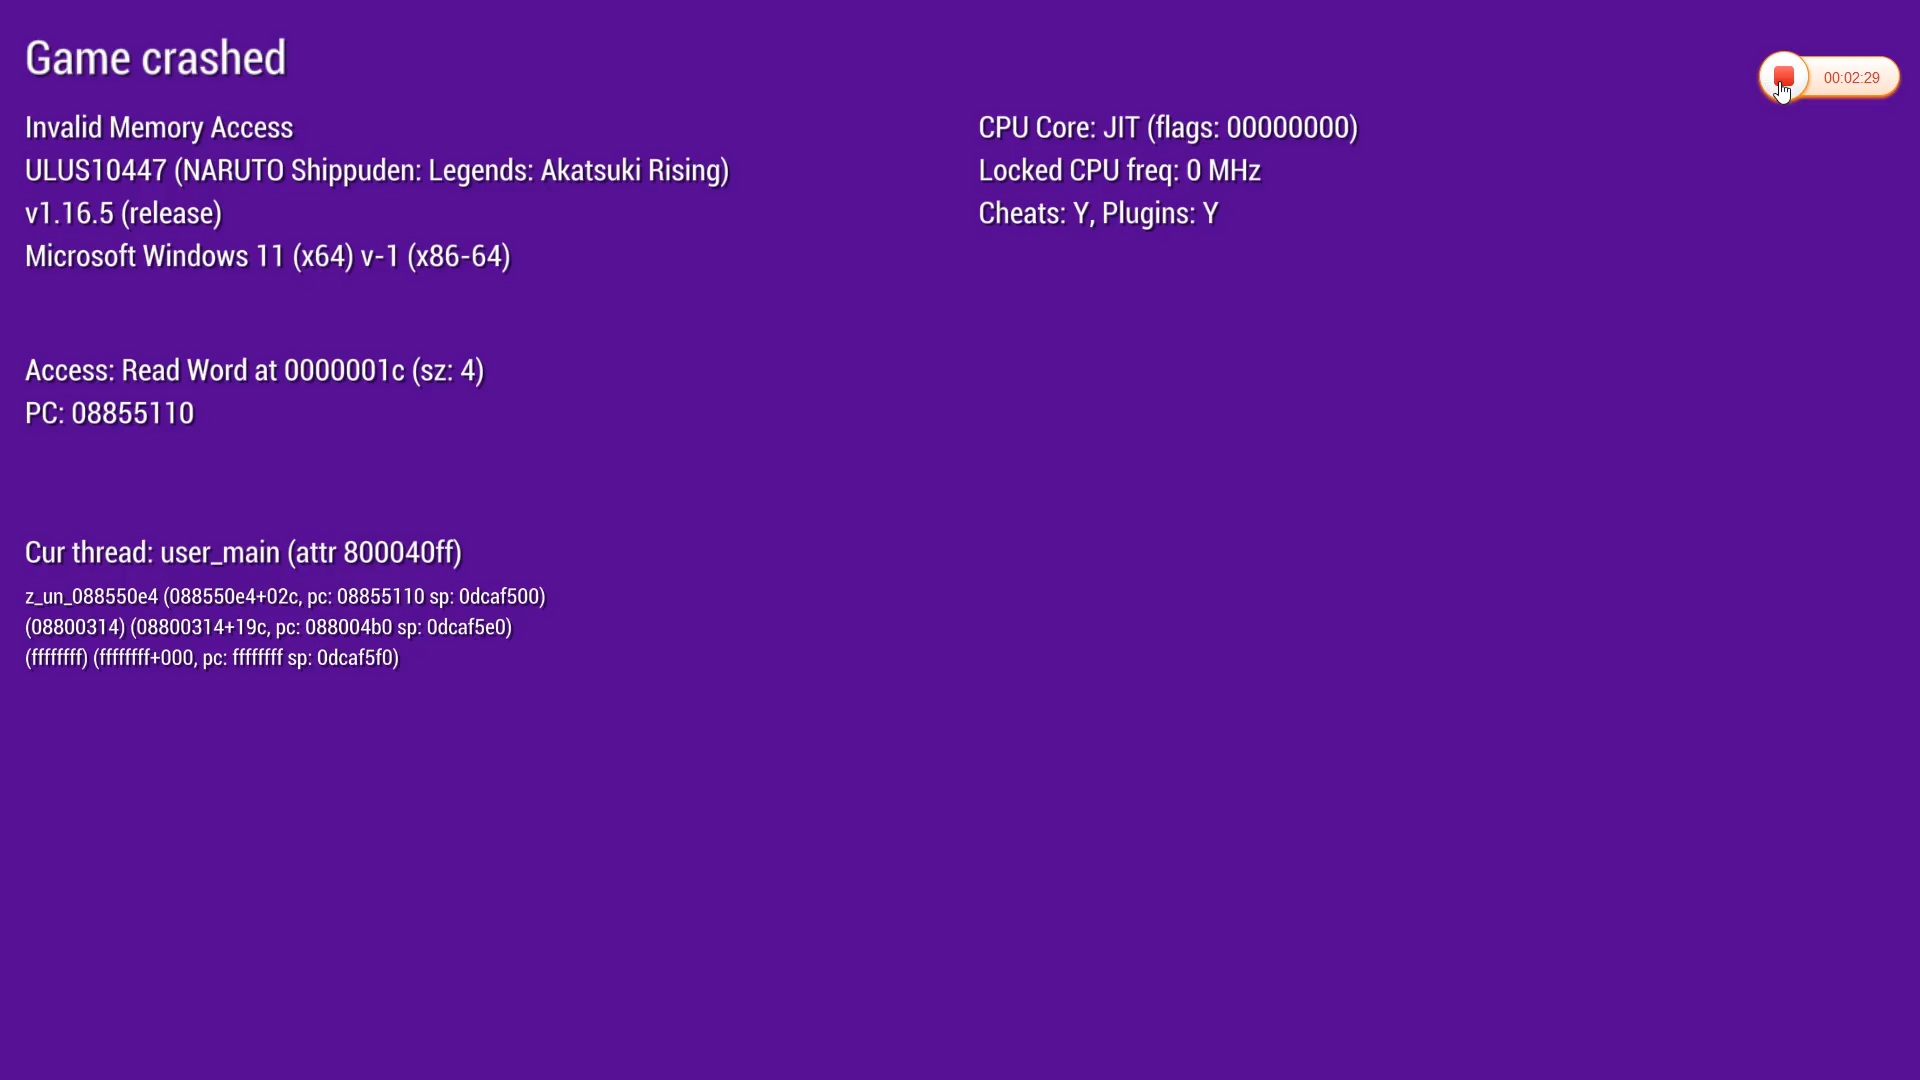 Game crashed
Invalid Memory Access
ULUS10447 (NARUTO Shippuden: Legends: Akatsuki Rising)
v1.16.5 (release)
Microsoft Windows 11 (x64) v-1 (x86-64)
CPU Core: JIT (flags: 00000000)
Locked CPU freq: 0 MHz
Cheats: Y, Plugins: Y
00:02:29
Access: Read Word at 0000001c (sz: 4)
PC: 08855110
Cur thread: user_main (attr 800040ff)
z_un_088550e4 (088550e4+02c, pc: 08855110 sp: 0dcaf500)
(08800314) (08800314+19c, pc: 088004b0 sp: 0dcaf5e0)
(ffffffff) (ffffffff+000, pc: ffffffff sp: 0dcaf5f0)